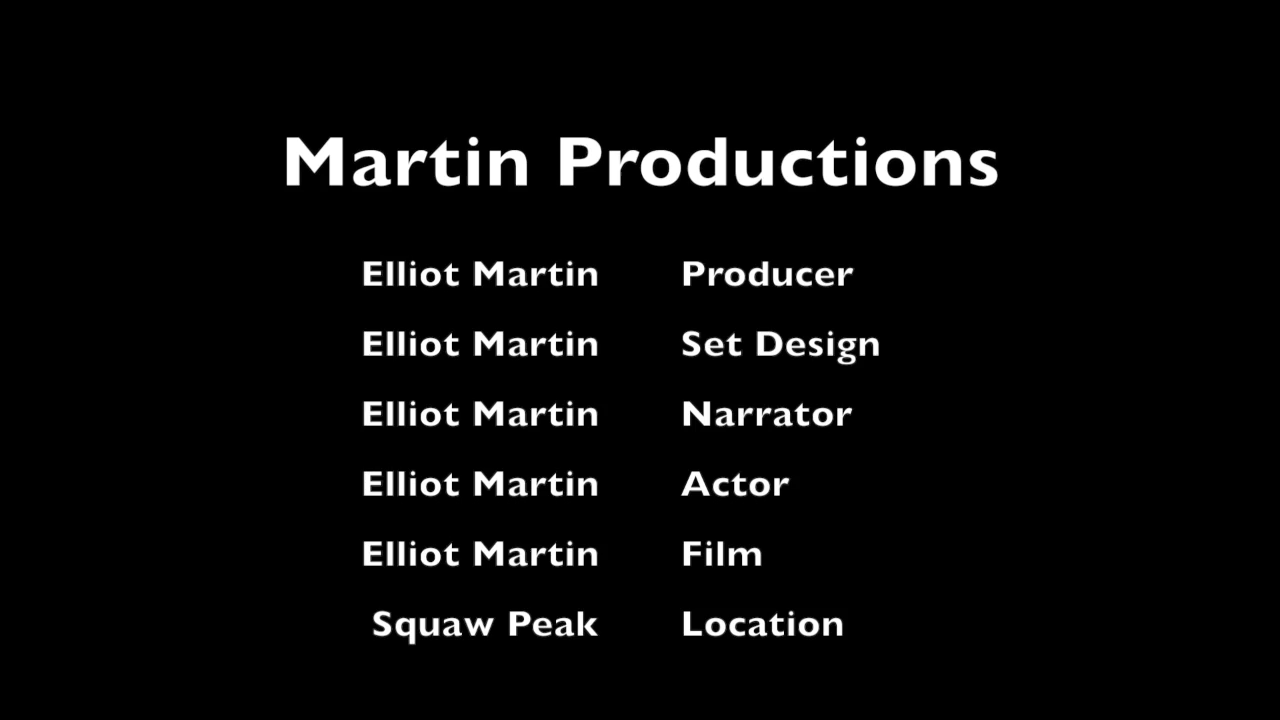 Martin Productions
Elliot Martin Producer
Elliot Martin Set Design
Elliot Martin Narrator
Elliot Martin Actor
Elliot Martin Film
Squaw Peak Location